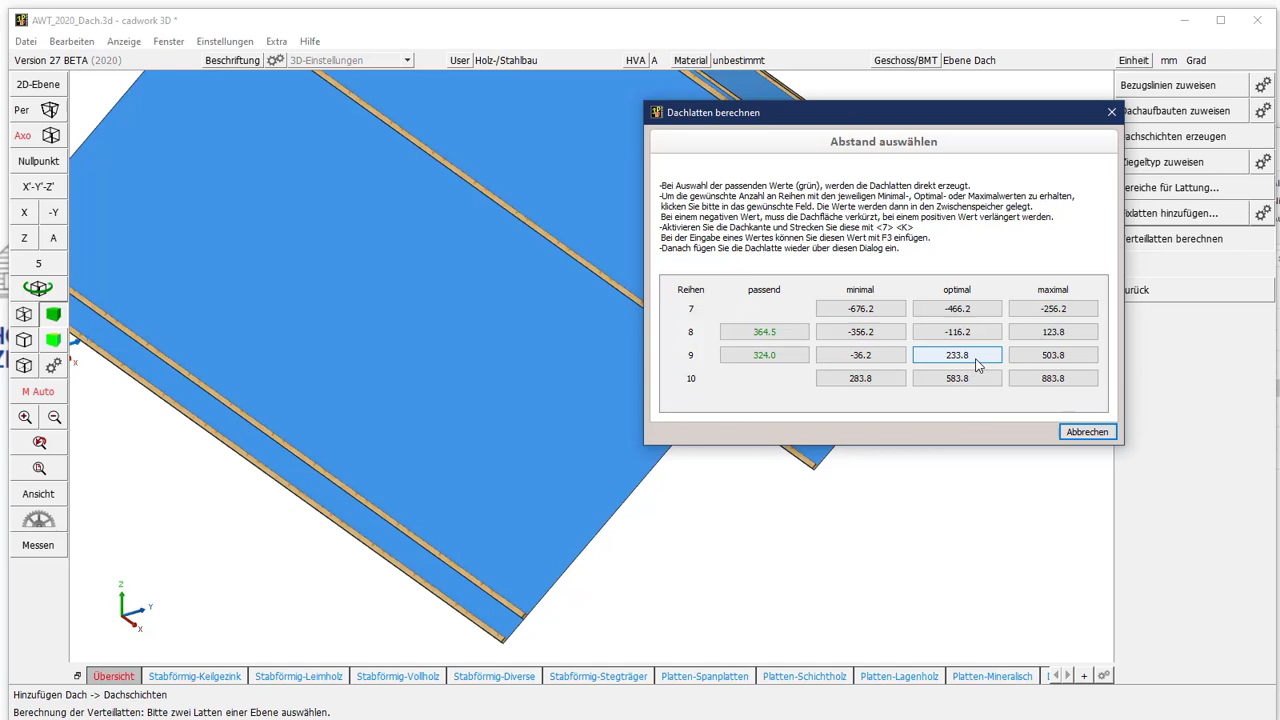 AWT_2020_Dach.3d - cadwork 3D *
Datei Bearbeiten Anzeige Fenster Einstellungen Extra Hilfe
Version 27 BETA (2020) Beschriftung 3D-Einstellungen User Holz-/Stahlbau HVA A Material unbestimmt Geschoss/BMT Ebene Dach Einheit mm Grad
2D-Ebene
Per
Axo
Nullpunkt
X'-Y'-Z'
X -Y
Z A
5
M Auto
Ansicht
Messen
Bezugslinien zuweisen
Dachaufbauten zuweisen
Dachschichten erzeugen
Ziegeltyp zuweisen
Bereiche für Lattung...
Fixlatten hinzufügen...
Verteillatten berechnen
Zurück
Dachlatten berechnen
Abstand auswählen
-Bei Auswahl der passenden Werte (grün), werden die Dachlatten direkt erzeugt.
-Um die gewünschte Anzahl an Reihen mit den jeweiligen Minimal-, Optimal- oder Maximalwerten zu erhalten,
klicken Sie bitte in das gewünschte Feld. Die Werte werden dann in den Zwischenspeicher gelegt.
Bei einem negativen Wert, muss die Dachfläche verkürzt, bei einem positiven Wert verlängert werden.
-Aktivieren Sie die Dachkante und Strecken Sie diese mit <7> <K>
Bei der Eingabe eines Wertes können Sie diesen Wert mit F3 einfügen.
-Danach fügen Sie die Dachlatte wieder über diesen Dialog ein.
Reihen passend minimal optimal maximal
7 -676.2 -466.2 -256.2
8 364.5 -356.2 -116.2 123.8
9 324.0 -36.2 233.8 503.8
10 283.8 583.8 883.8
Abbrechen
x
Z
Y
X
Übersicht Stabförmig-Keilgezink Stabförmig-Leimholz Stabförmig-Vollholz Stabförmig-Diverse Stabförmig-Stegträger Platten-Spanplatten Platten-Schichtholz Platten-Lagenholz Platten-Mineralisch
Hinzufügen Dach -> Dachschichten
Berechnung der Verteillatten: Bitte zwei Latten einer Ebene auswählen.